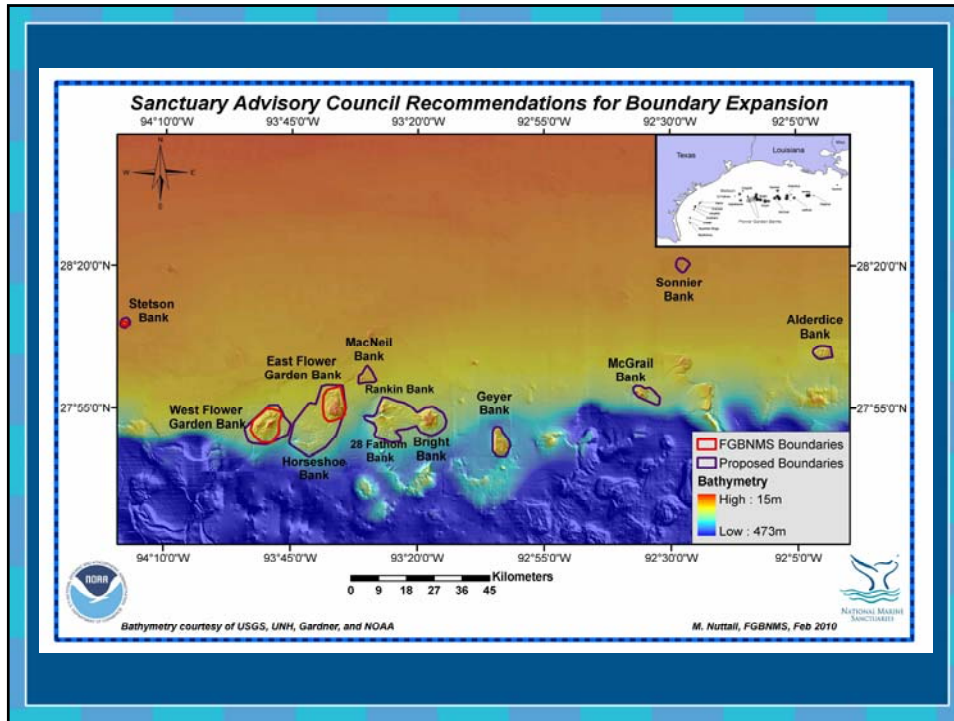 Sanctuary Advisory Council Recommendations for Boundary Expansion
94°10'0"W 93°45'0"W 93°20'0"W 92°55'0"W 92°30'0"W 92°5'0"W
N
W E
S
Texas
Louisiana
28°20'0"N
28°20'0"N
Sonnier
Bank
Stetson
Bank
Alderdice
Bank
MacNeil
Bank
East Flower
Garden Bank
McGrail
Bank
Rankin Bank
Geyer
Bank
27°55'0"N
27°55'0"N
West Flower
Garden Bank
28 Fathom
Bank
Bright
Bank
Horseshoe
Bank
FGBNMS Boundaries
Proposed Boundaries
Bathymetry
High : 15m
Low : 473m
94°10'0"W 93°45'0"W 93°20'0"W 92°55'0"W 92°30'0"W 92°5'0"W
Kilometers
0 9 18 27 36 45
NOAA
NATIONAL MARINE
SANCTUARIES
Bathymetry courtesy of USGS, UNH, Gardner, and NOAA
M. Nuttall, FGBNMS, Feb 2010